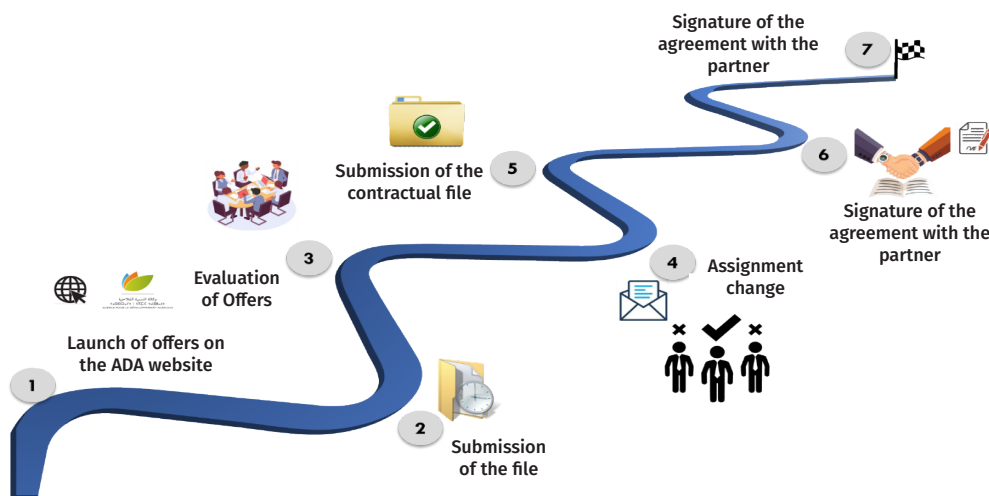 1
Launch of offers on
the ADA website
2
Submission
of the file
3
Evaluation
of Offers
4
Assignment
change
5
Submission of the
contractual file
6
Signature of the
agreement with the
partner
7
Signature of the
agreement with the
partner